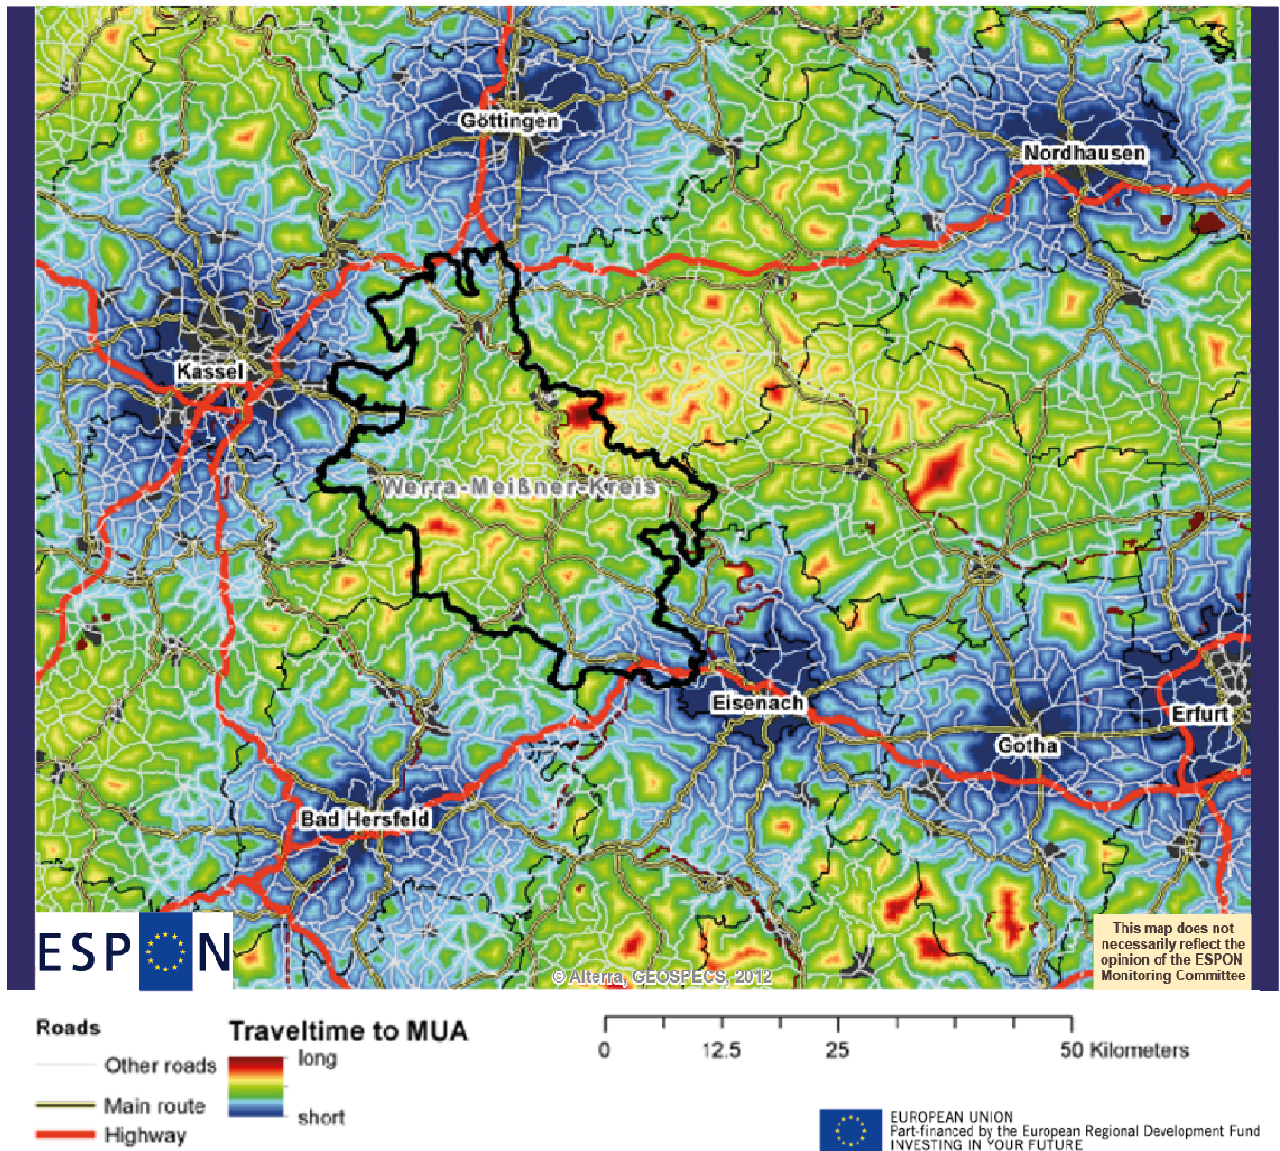 Göttingen
Nordhausen
Kassel
Werra-Meißner-Kreis
Eisenach
Erfurt
Gotha
Bad Hersfeld
ESPON
© Alterra, GEOSPECS, 2012
This map does not
necessarily reflect the
opinion of the ESPON
Monitoring Committee
Roads
Other roads
Main route
Highway
Traveltime to MUA
long
short
0 12.5 25 50 Kilometers
EUROPEAN UNION
Part-financed by the European Regional Development Fund
INVESTING IN YOUR FUTURE